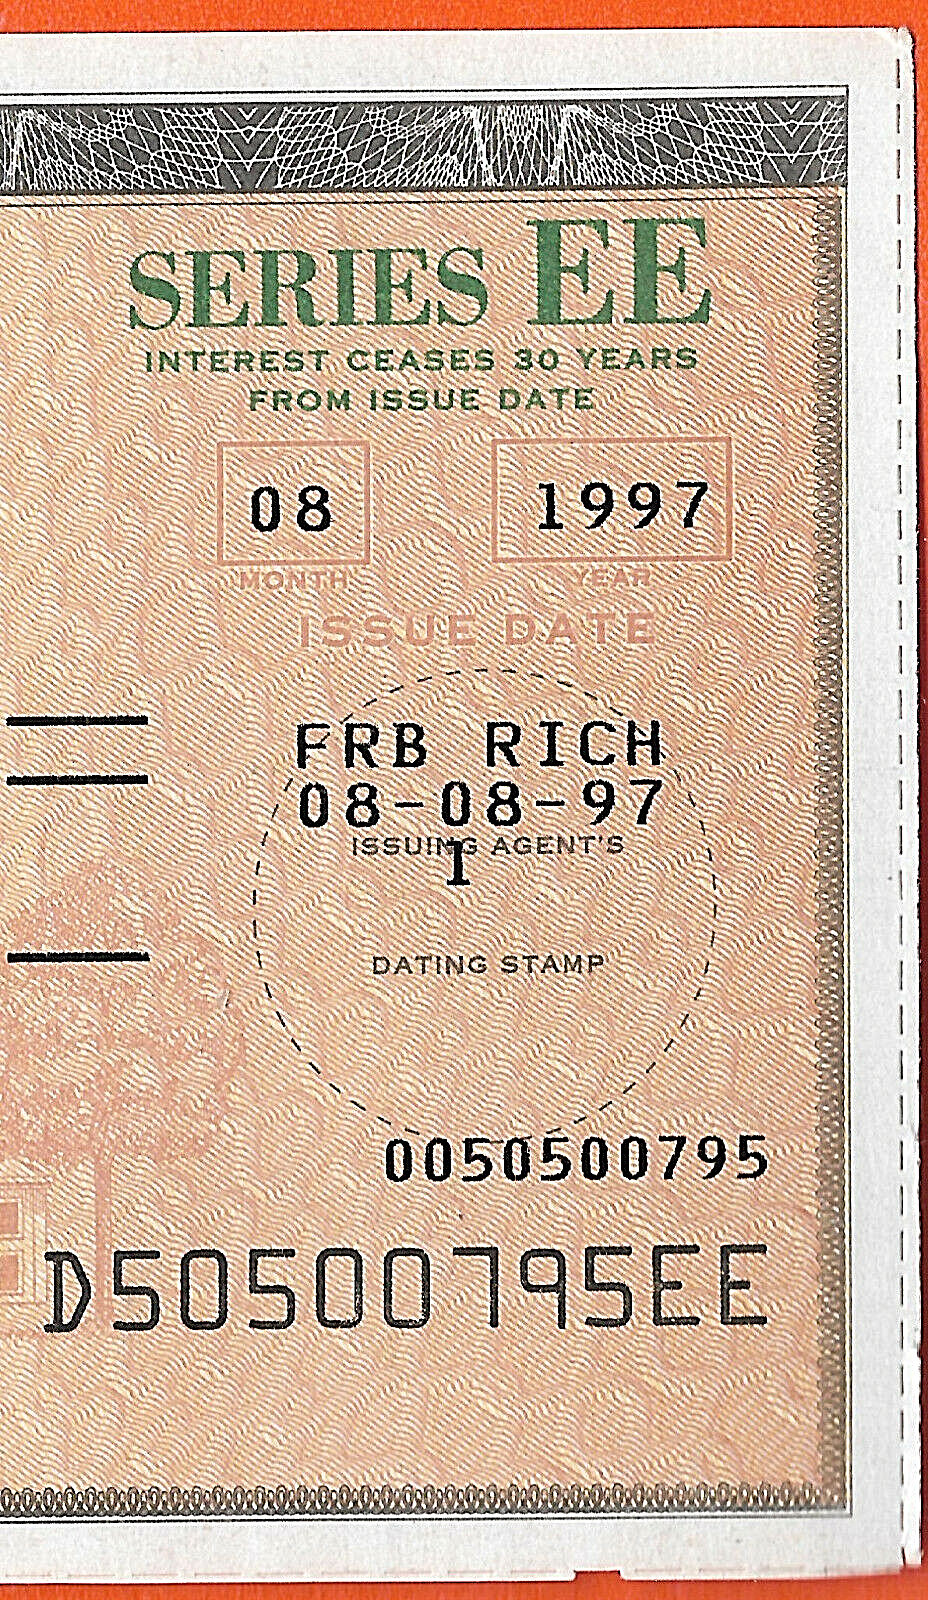 SERIES EE
INTEREST CEASES 30 YEARS
FROM ISSUE DATE
08 1997
MONTH YEAR
ISSUE DATE
FRB RICH
08-08-97
ISSUING AGENT'S
I
DATING STAMP
0050500795
D50500795EE